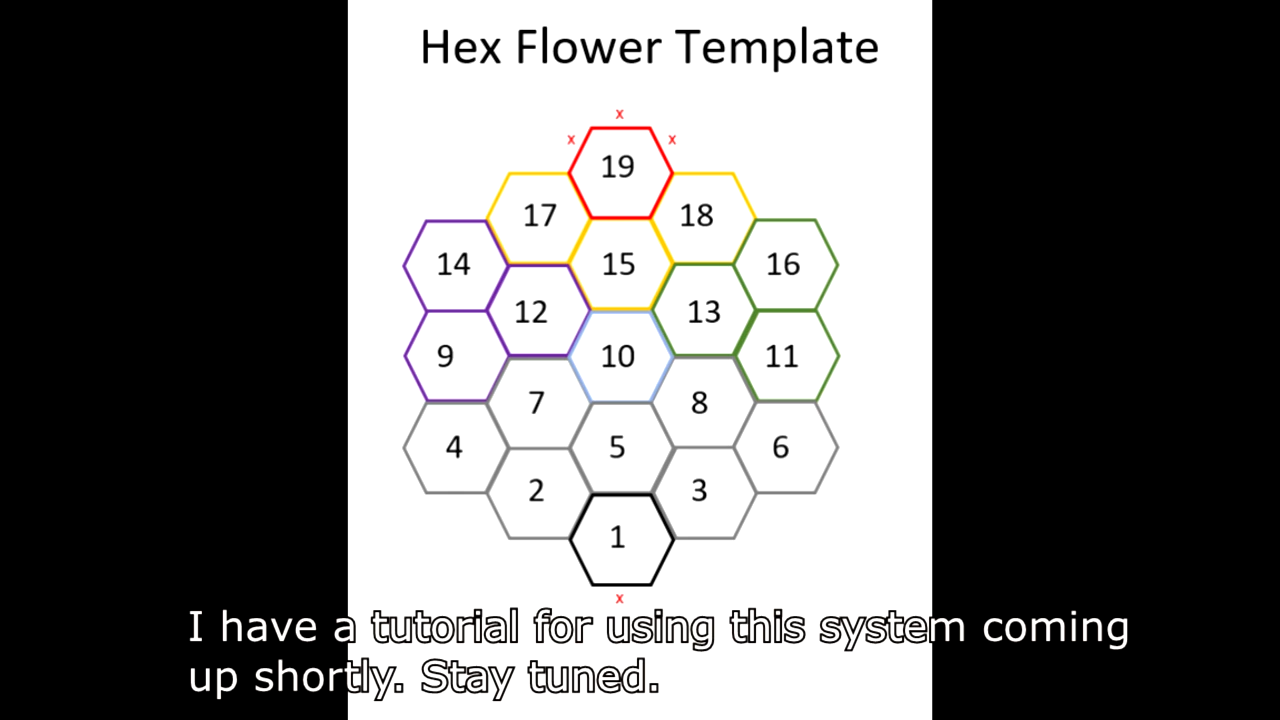 Hex Flower Template
x
x x
19
17 18
14 15 16
12 13
9 10 11
7 8
4 5 6
2 3
1
x
I have a tutorial for using this system coming
up shortly. Stay tuned.